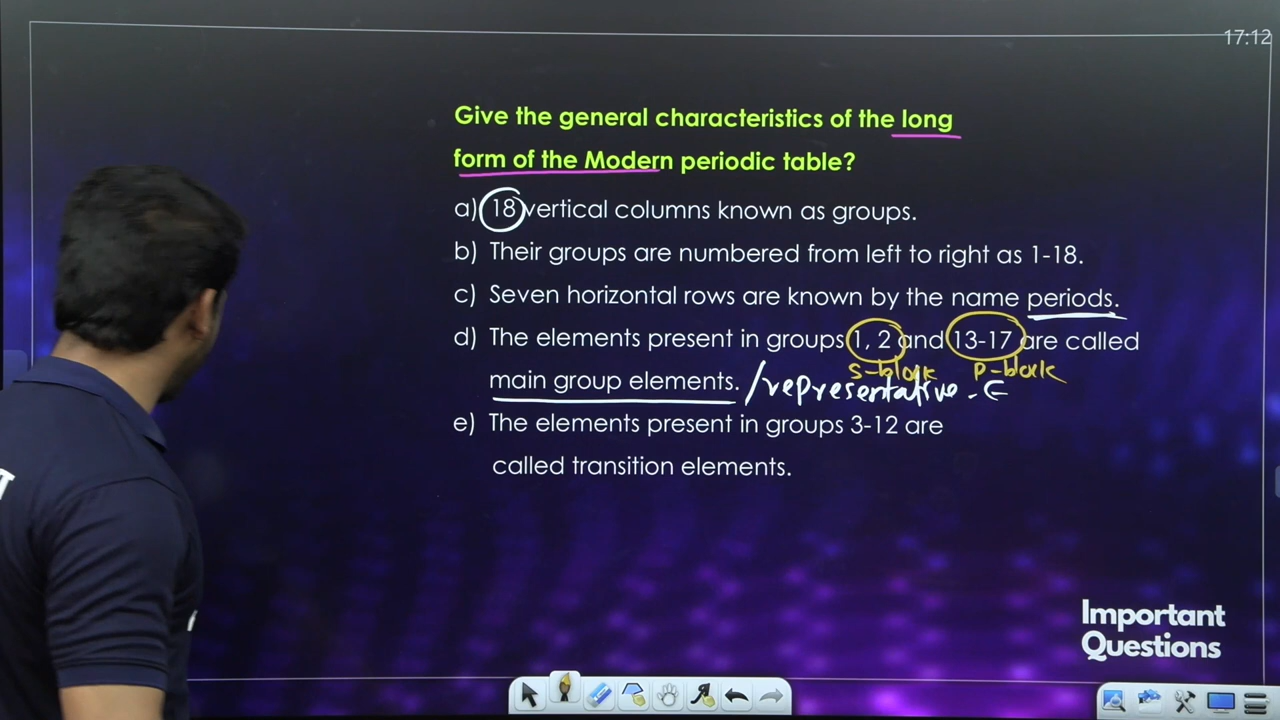 17:12
Give the general characteristics of the long
form of the Modern periodic table?
a) 18 vertical columns known as groups.
b) Their groups are numbered from left to right as 1-18.
c) Seven horizontal rows are known by the name periods.
d) The elements present in groups 1, 2 and 13-17 are called
s-block p-block
main group elements. /representative - E
e) The elements present in groups 3-12 are
called transition elements.
Important
Questions